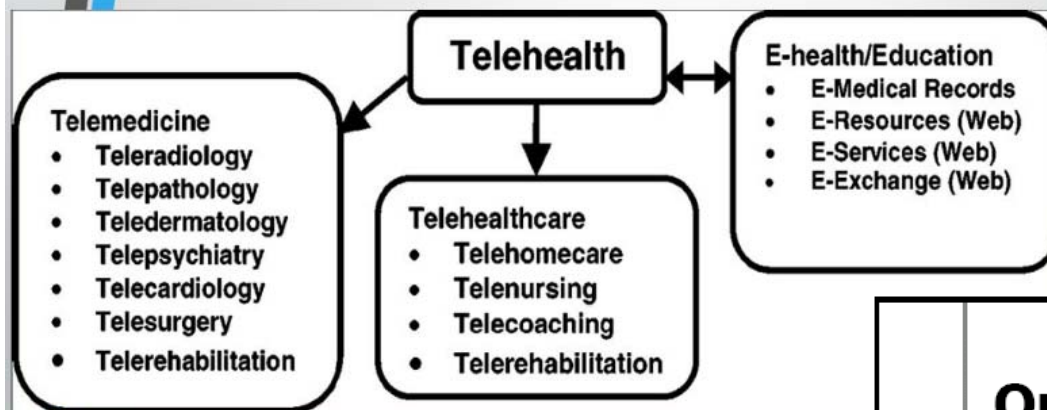 Telehealth
Telemedicine
• Teleradiology
• Telepathology
• Teledermatology
• Telepsychiatry
• Telecardiology
• Telesurgery
• Telerehabilitation
Telehealthcare
• Telehomecare
• Telenursing
• Telecoaching
• Telerehabilitation
E-health/Education
• E-Medical Records
• E-Resources (Web)
• E-Services (Web)
• E-Exchange (Web)